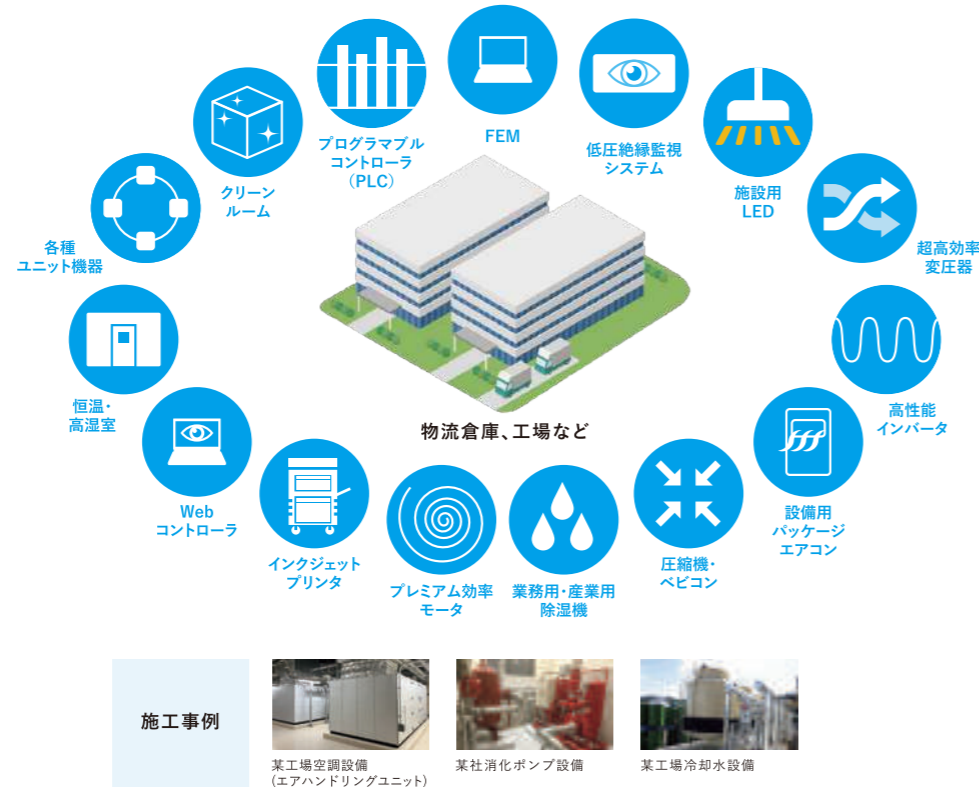 プログラマブル
コントローラ
（PLC）
FEM
低圧絶縁監視
システム
施設用
LED
クリーン
ルーム
超高効率
変圧器
各種
ユニット機器
高性能
インバータ
恒温・
高湿室
物流倉庫、工場など
設備用
パッケージ
エアコン
Web
コントローラ
圧縮機・
ベビコン
インクジェット
プリンタ
プレミアム効率
モータ
業務用・産業用
除湿機
施工事例
某工場空調設備
(エアハンドリングユニット)
某社消化ポンプ設備
某工場冷却水設備